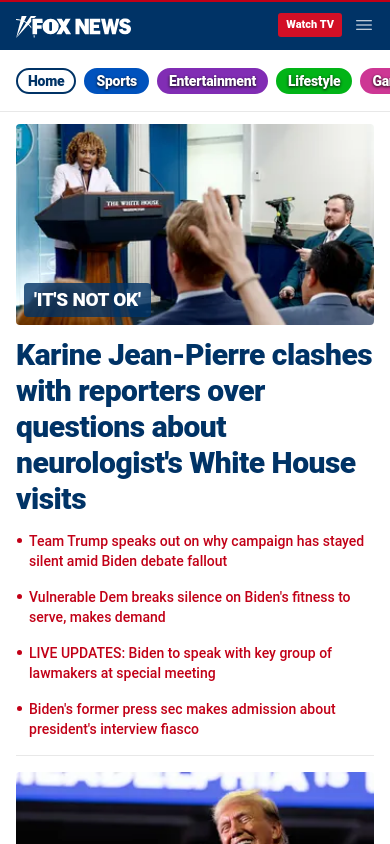 FOX NEWS
Watch TV
Home
Sports
Entertainment
Lifestyle
THE WHITE HOUSE
'IT'S NOT OK'
Karine Jean-Pierre clashes
with reporters over
questions about
neurologist's White House
visits
Team Trump speaks out on why campaign has stayed
silent amid Biden debate fallout
Vulnerable Dem breaks silence on Biden's fitness to
serve, makes demand
LIVE UPDATES: Biden to speak with key group of
lawmakers at special meeting
Biden's former press sec makes admission about
president's interview fiasco